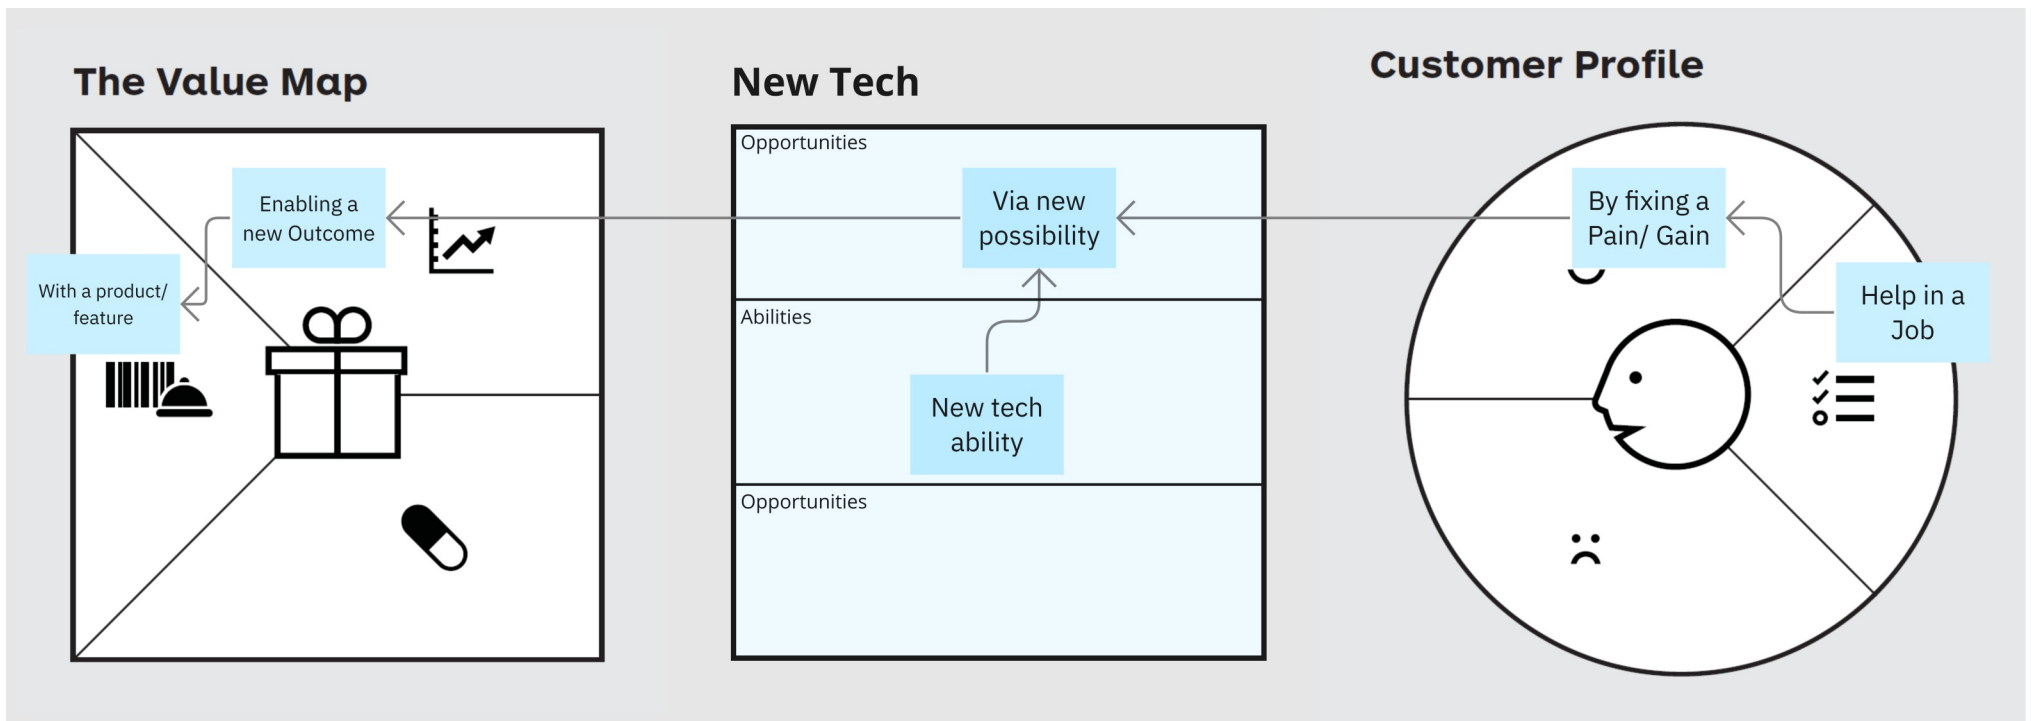 The Value Map
Enabling a
new Outcome
With a product/
feature
New Tech
Opportunities
Via new
possibility
Abilities
New tech
ability
Opportunities
Customer Profile
By fixing a
Pain/ Gain
Help in a
Job